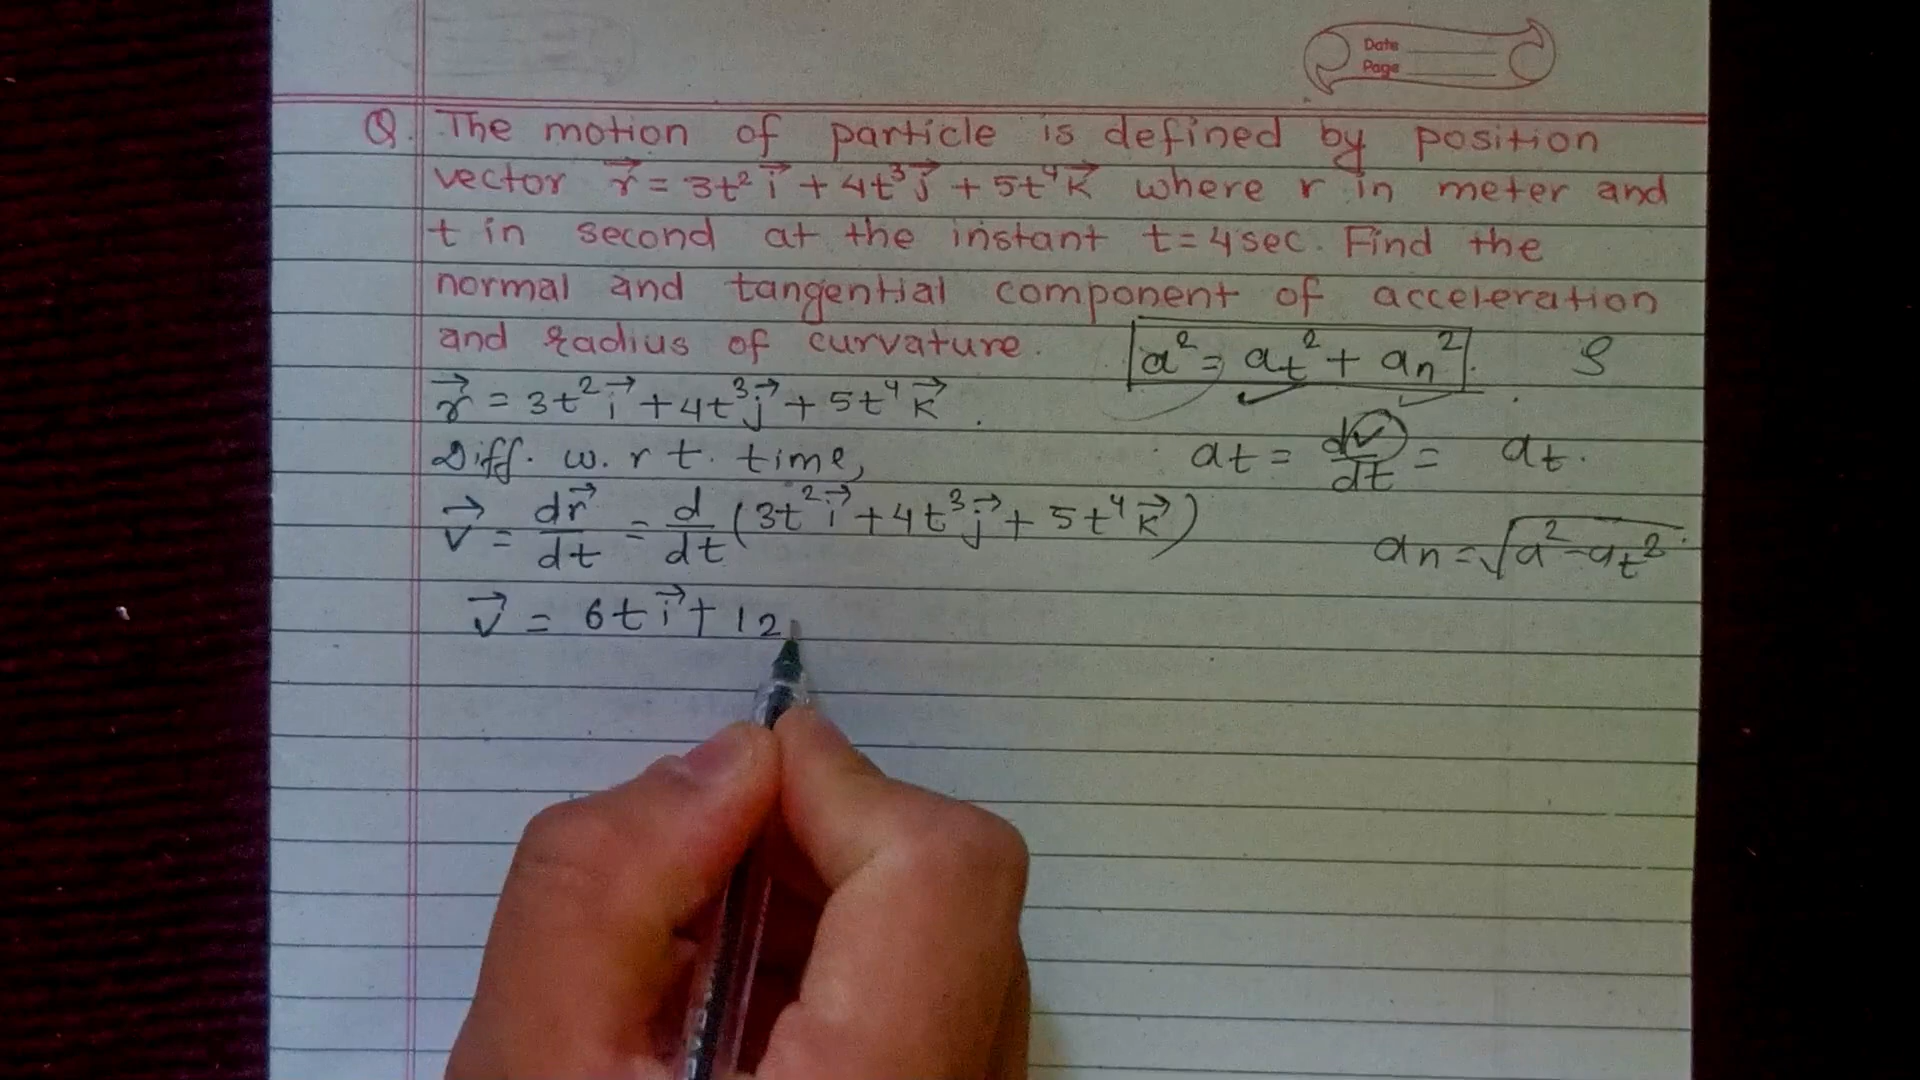 Date
Page
Q. The motion of particle is defined by position
vector r⃗ = 3t² i⃗ + 4t³ j⃗ + 5t⁴ k⃗ where r in meter and
t in second at the instant t = 4 sec. Find the
normal and tangential component of acceleration
and radius of curvature.
a² = at² + an². ρ
r⃗ = 3t² i⃗ + 4t³ j⃗ + 5t⁴ k⃗.
Diff. w. r t. time,
at = dv/dt = at.
v⃗ = dr⃗/dt = d/dt (3t² i⃗ + 4t³ j⃗ + 5t⁴ k⃗)
an = √a² - at²
v⃗ = 6t i⃗ + 12